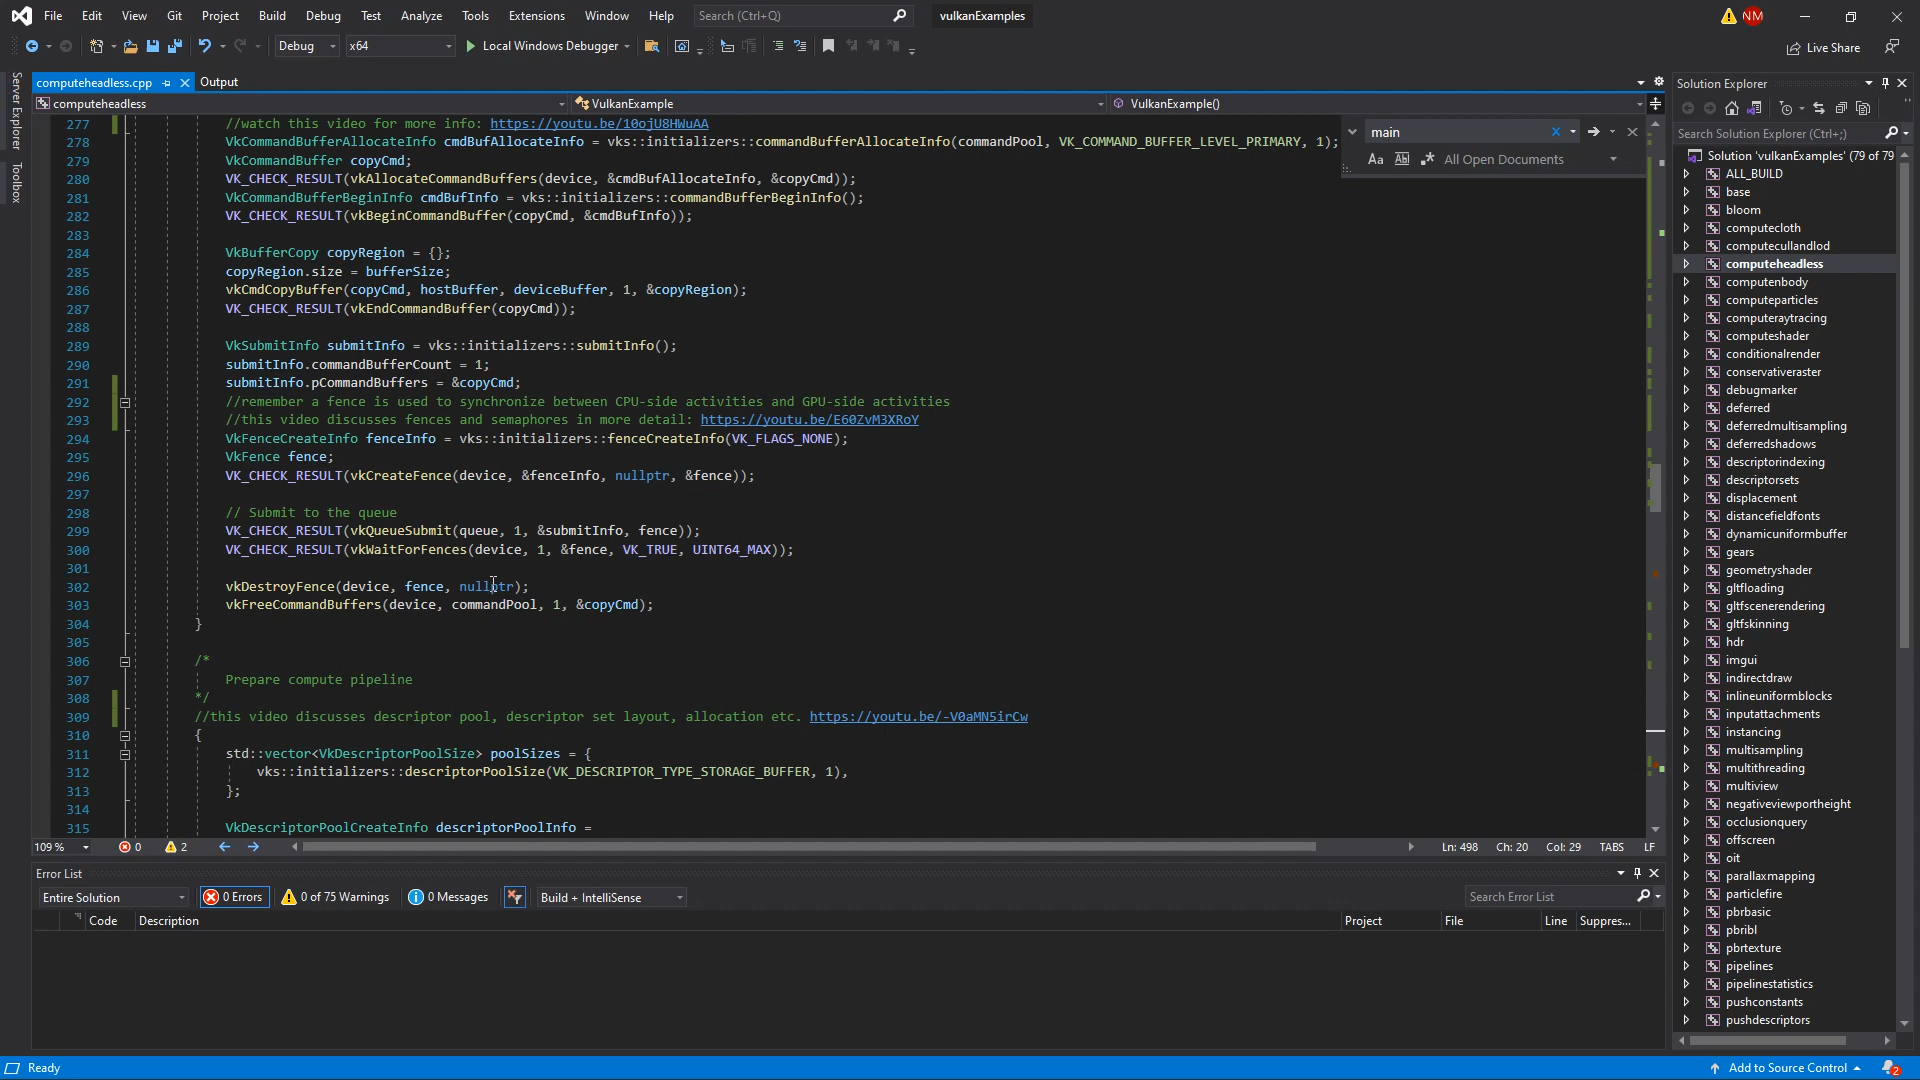 File Edit View Git Project Build Debug Test Analyze Tools Extensions Window Help Search (Ctrl+Q) vulkanExamples NM
Debug x64 Local Windows Debugger Live Share
Server Explorer
Toolbox
computeheadless.cpp Output
computeheadless VulkanExample VulkanExample()
main
Aa Ab All Open Documents
277 //watch this video for more info: https://youtu.be/10ojU8HWuAA
278 VkCommandBufferAllocateInfo cmdBufAllocateInfo = vks::initializers::commandBufferAllocateInfo(commandPool, VK_COMMAND_BUFFER_LEVEL_PRIMARY, 1);
279 VkCommandBuffer copyCmd;
280 VK_CHECK_RESULT(vkAllocateCommandBuffers(device, &cmdBufAllocateInfo, &copyCmd));
281 VkCommandBufferBeginInfo cmdBufInfo = vks::initializers::commandBufferBeginInfo();
282 VK_CHECK_RESULT(vkBeginCommandBuffer(copyCmd, &cmdBufInfo));
283
284 VkBufferCopy copyRegion = {};
285 copyRegion.size = bufferSize;
286 vkCmdCopyBuffer(copyCmd, hostBuffer, deviceBuffer, 1, &copyRegion);
287 VK_CHECK_RESULT(vkEndCommandBuffer(copyCmd));
288
289 VkSubmitInfo submitInfo = vks::initializers::submitInfo();
290 submitInfo.commandBufferCount = 1;
291 submitInfo.pCommandBuffers = &copyCmd;
292 //remember a fence is used to synchronize between CPU-side activities and GPU-side activities
293 //this video discusses fences and semaphores in more detail: https://youtu.be/E60ZvM3XRoY
294 VkFenceCreateInfo fenceInfo = vks::initializers::fenceCreateInfo(VK_FLAGS_NONE);
295 VkFence fence;
296 VK_CHECK_RESULT(vkCreateFence(device, &fenceInfo, nullptr, &fence));
297
298 // Submit to the queue
299 VK_CHECK_RESULT(vkQueueSubmit(queue, 1, &submitInfo, fence));
300 VK_CHECK_RESULT(vkWaitForFences(device, 1, &fence, VK_TRUE, UINT64_MAX));
301
302 vkDestroyFence(device, fence, nullptr);
303 vkFreeCommandBuffers(device, commandPool, 1, &copyCmd);
304 }
305
306 /*
307 Prepare compute pipeline
308 */
309 //this video discusses descriptor pool, descriptor set layout, allocation etc. https://youtu.be/-V0aMN5irCw
310 {
311 std::vector<VkDescriptorPoolSize> poolSizes = {
312 vks::initializers::descriptorPoolSize(VK_DESCRIPTOR_TYPE_STORAGE_BUFFER, 1),
313 };
314
315 VkDescriptorPoolCreateInfo descriptorPoolInfo =
109 % 0 2 Ln: 498 Ch: 20 Col: 29 TABS LF
Error List
Entire Solution 0 Errors 0 of 75 Warnings 0 Messages Build + IntelliSense Search Error List
Code Description Project File Line Suppres...
Solution Explorer
Search Solution Explorer (Ctrl+;)
Solution 'vulkanExamples' (79 of 79
ALL_BUILD
base
bloom
computecloth
computecullandlod
computeheadless
computenbody
computeparticles
computeraytracing
computeshader
conditionalrender
conservativeraster
debugmarker
deferred
deferredmultisampling
deferredshadows
descriptorindexing
descriptorsets
displacement
distancefieldfonts
dynamicuniformbuffer
gears
geometryshader
gltfloading
gltfscenerendering
gltfskinning
hdr
imgui
indirectdraw
inlineuniformblocks
inputattachments
instancing
multisampling
multithreading
multiview
negativeviewportheight
occlusionquery
offscreen
oit
parallaxmapping
particlefire
pbrbasic
pbribl
pbrtexture
pipelines
pipelinestatistics
pushconstants
pushdescriptors
Ready Add to Source Control 2